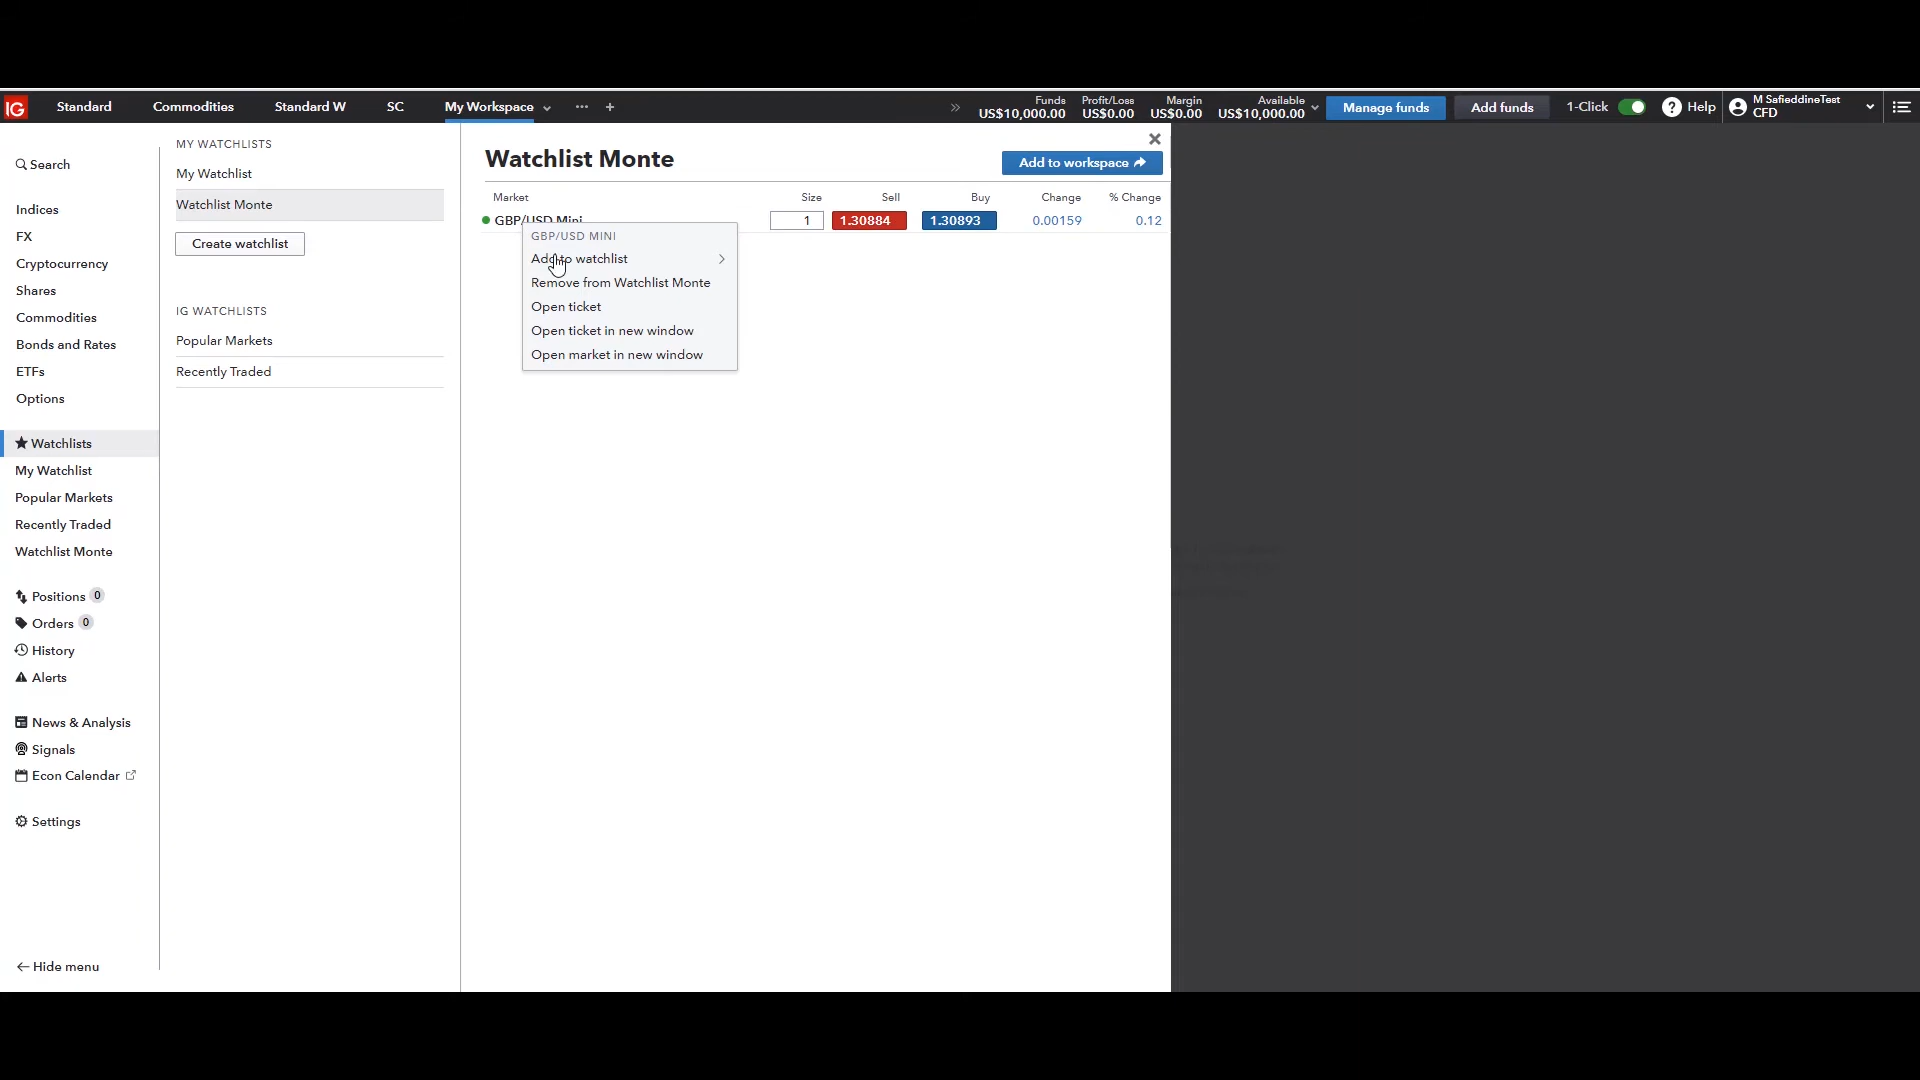 IG
Standard
Commodities
Standard W
SC
My Workspace
Funds
US$10,000.00
Profit/Loss
US$0.00
Margin
US$0.00
Available
US$10,000.00
Manage funds
Add funds
1-Click
Help
M SafieddineTest
CFD
Search
Indices
FX
Cryptocurrency
Shares
Commodities
Bonds and Rates
ETFs
Options
Watchlists
My Watchlist
Popular Markets
Recently Traded
Watchlist Monte
Positions 0
Orders 0
History
Alerts
News & Analysis
Signals
Econ Calendar
Settings
Hide menu
MY WATCHLISTS
My Watchlist
Watchlist Monte
Create watchlist
IG WATCHLISTS
Popular Markets
Recently Traded
Watchlist Monte
Add to workspace
Market Size Sell Buy Change % Change
GBP/USD Mini 1 1.30884 1.30893 0.00159 0.12
GBP/USD MINI
Add to watchlist
Remove from Watchlist Monte
Open ticket
Open ticket in new window
Open market in new window